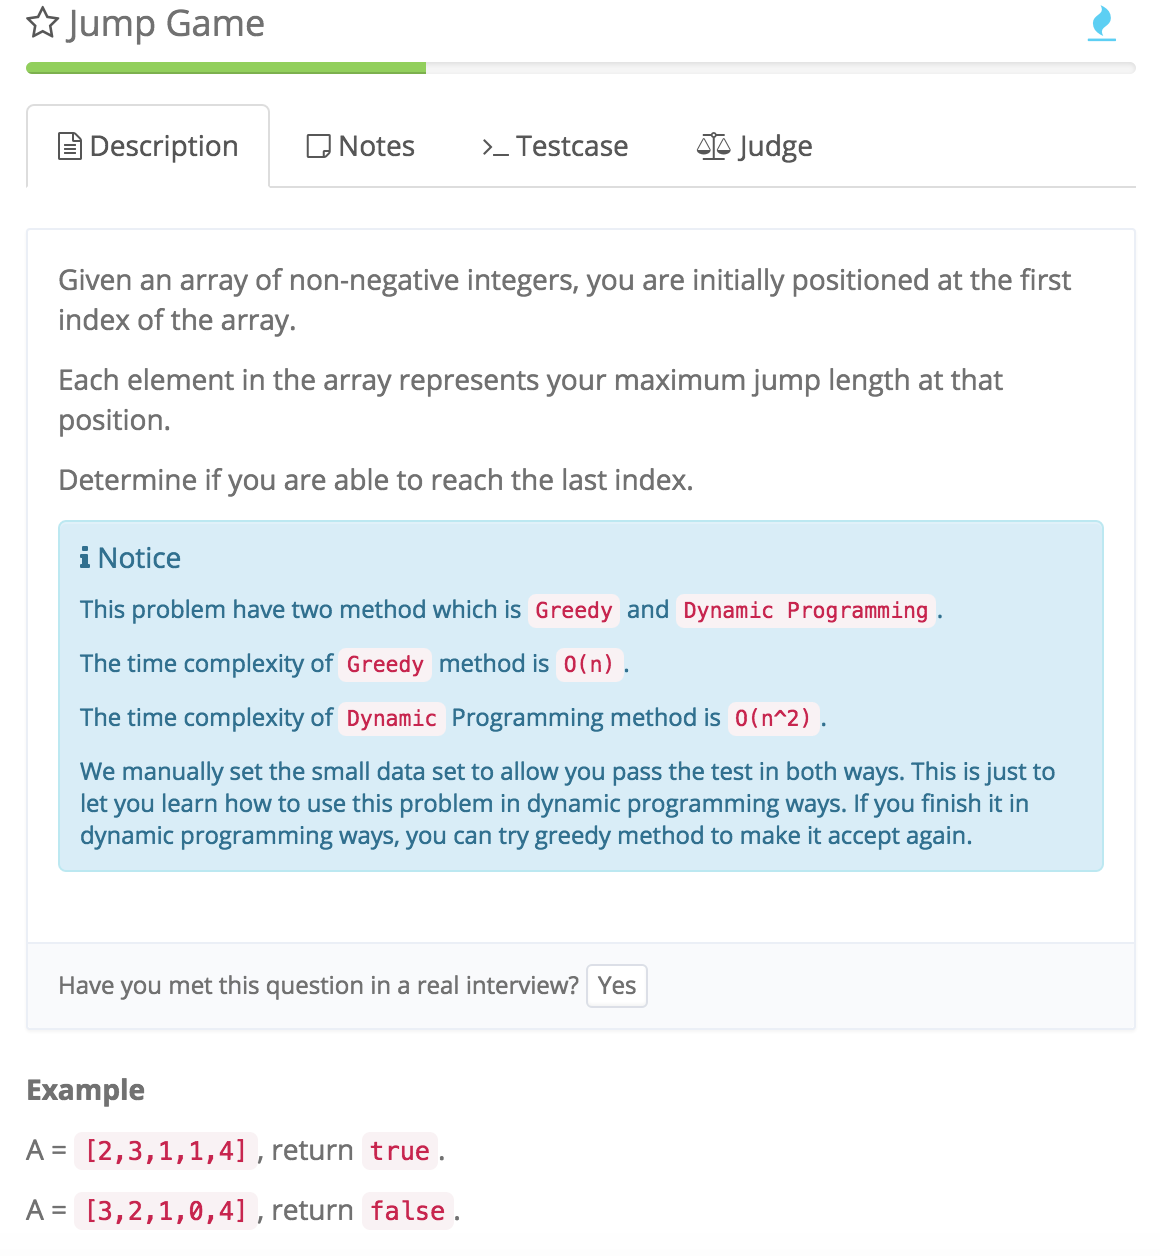 Jump Game
Description
Notes
Testcase
Judge
Given an array of non-negative integers, you are initially positioned at the first
index of the array.
Each element in the array represents your maximum jump length at that
position.
Determine if you are able to reach the last index.
Notice
This problem have two method which is Greedy and Dynamic Programming.
The time complexity of Greedy method is O(n).
The time complexity of Dynamic Programming method is O(n^2).
We manually set the small data set to allow you pass the test in both ways. This is just to
let you learn how to use this problem in dynamic programming ways. If you finish it in
dynamic programming ways, you can try greedy method to make it accept again.
Have you met this question in a real interview? Yes
Example
A = [2,3,1,1,4], return true.
A = [3,2,1,0,4], return false.